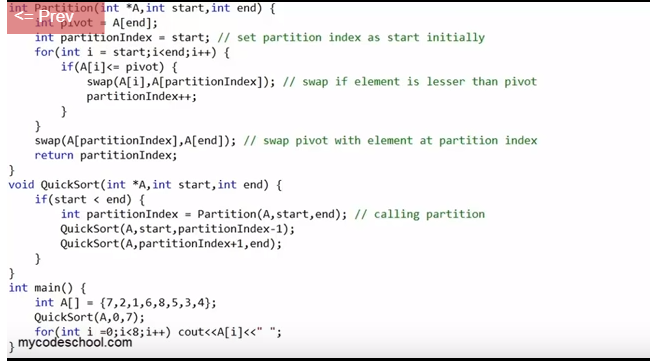 int Partition(int *A,int start,int end) {
<= Prev
int pivot = A[end];
int partitionIndex = start; // set partition index as start initially
for(int i = start;i<end;i++) {
if(A[i]<= pivot) {
swap(A[i],A[partitionIndex]); // swap if element is lesser than pivot
partitionIndex++;
}
}
swap(A[partitionIndex],A[end]); // swap pivot with element at partition index
return partitionIndex;
}
void QuickSort(int *A,int start,int end) {
if(start < end) {
int partitionIndex = Partition(A,start,end); // calling partition
QuickSort(A,start,partitionIndex-1);
QuickSort(A,partitionIndex+1,end);
}
}
int main() {
int A[] = {7,2,1,6,8,5,3,4};
QuickSort(A,0,7);
for(int i =0;i<8;i++) cout<<A[i]<<" ";
}
mycodeschool.com